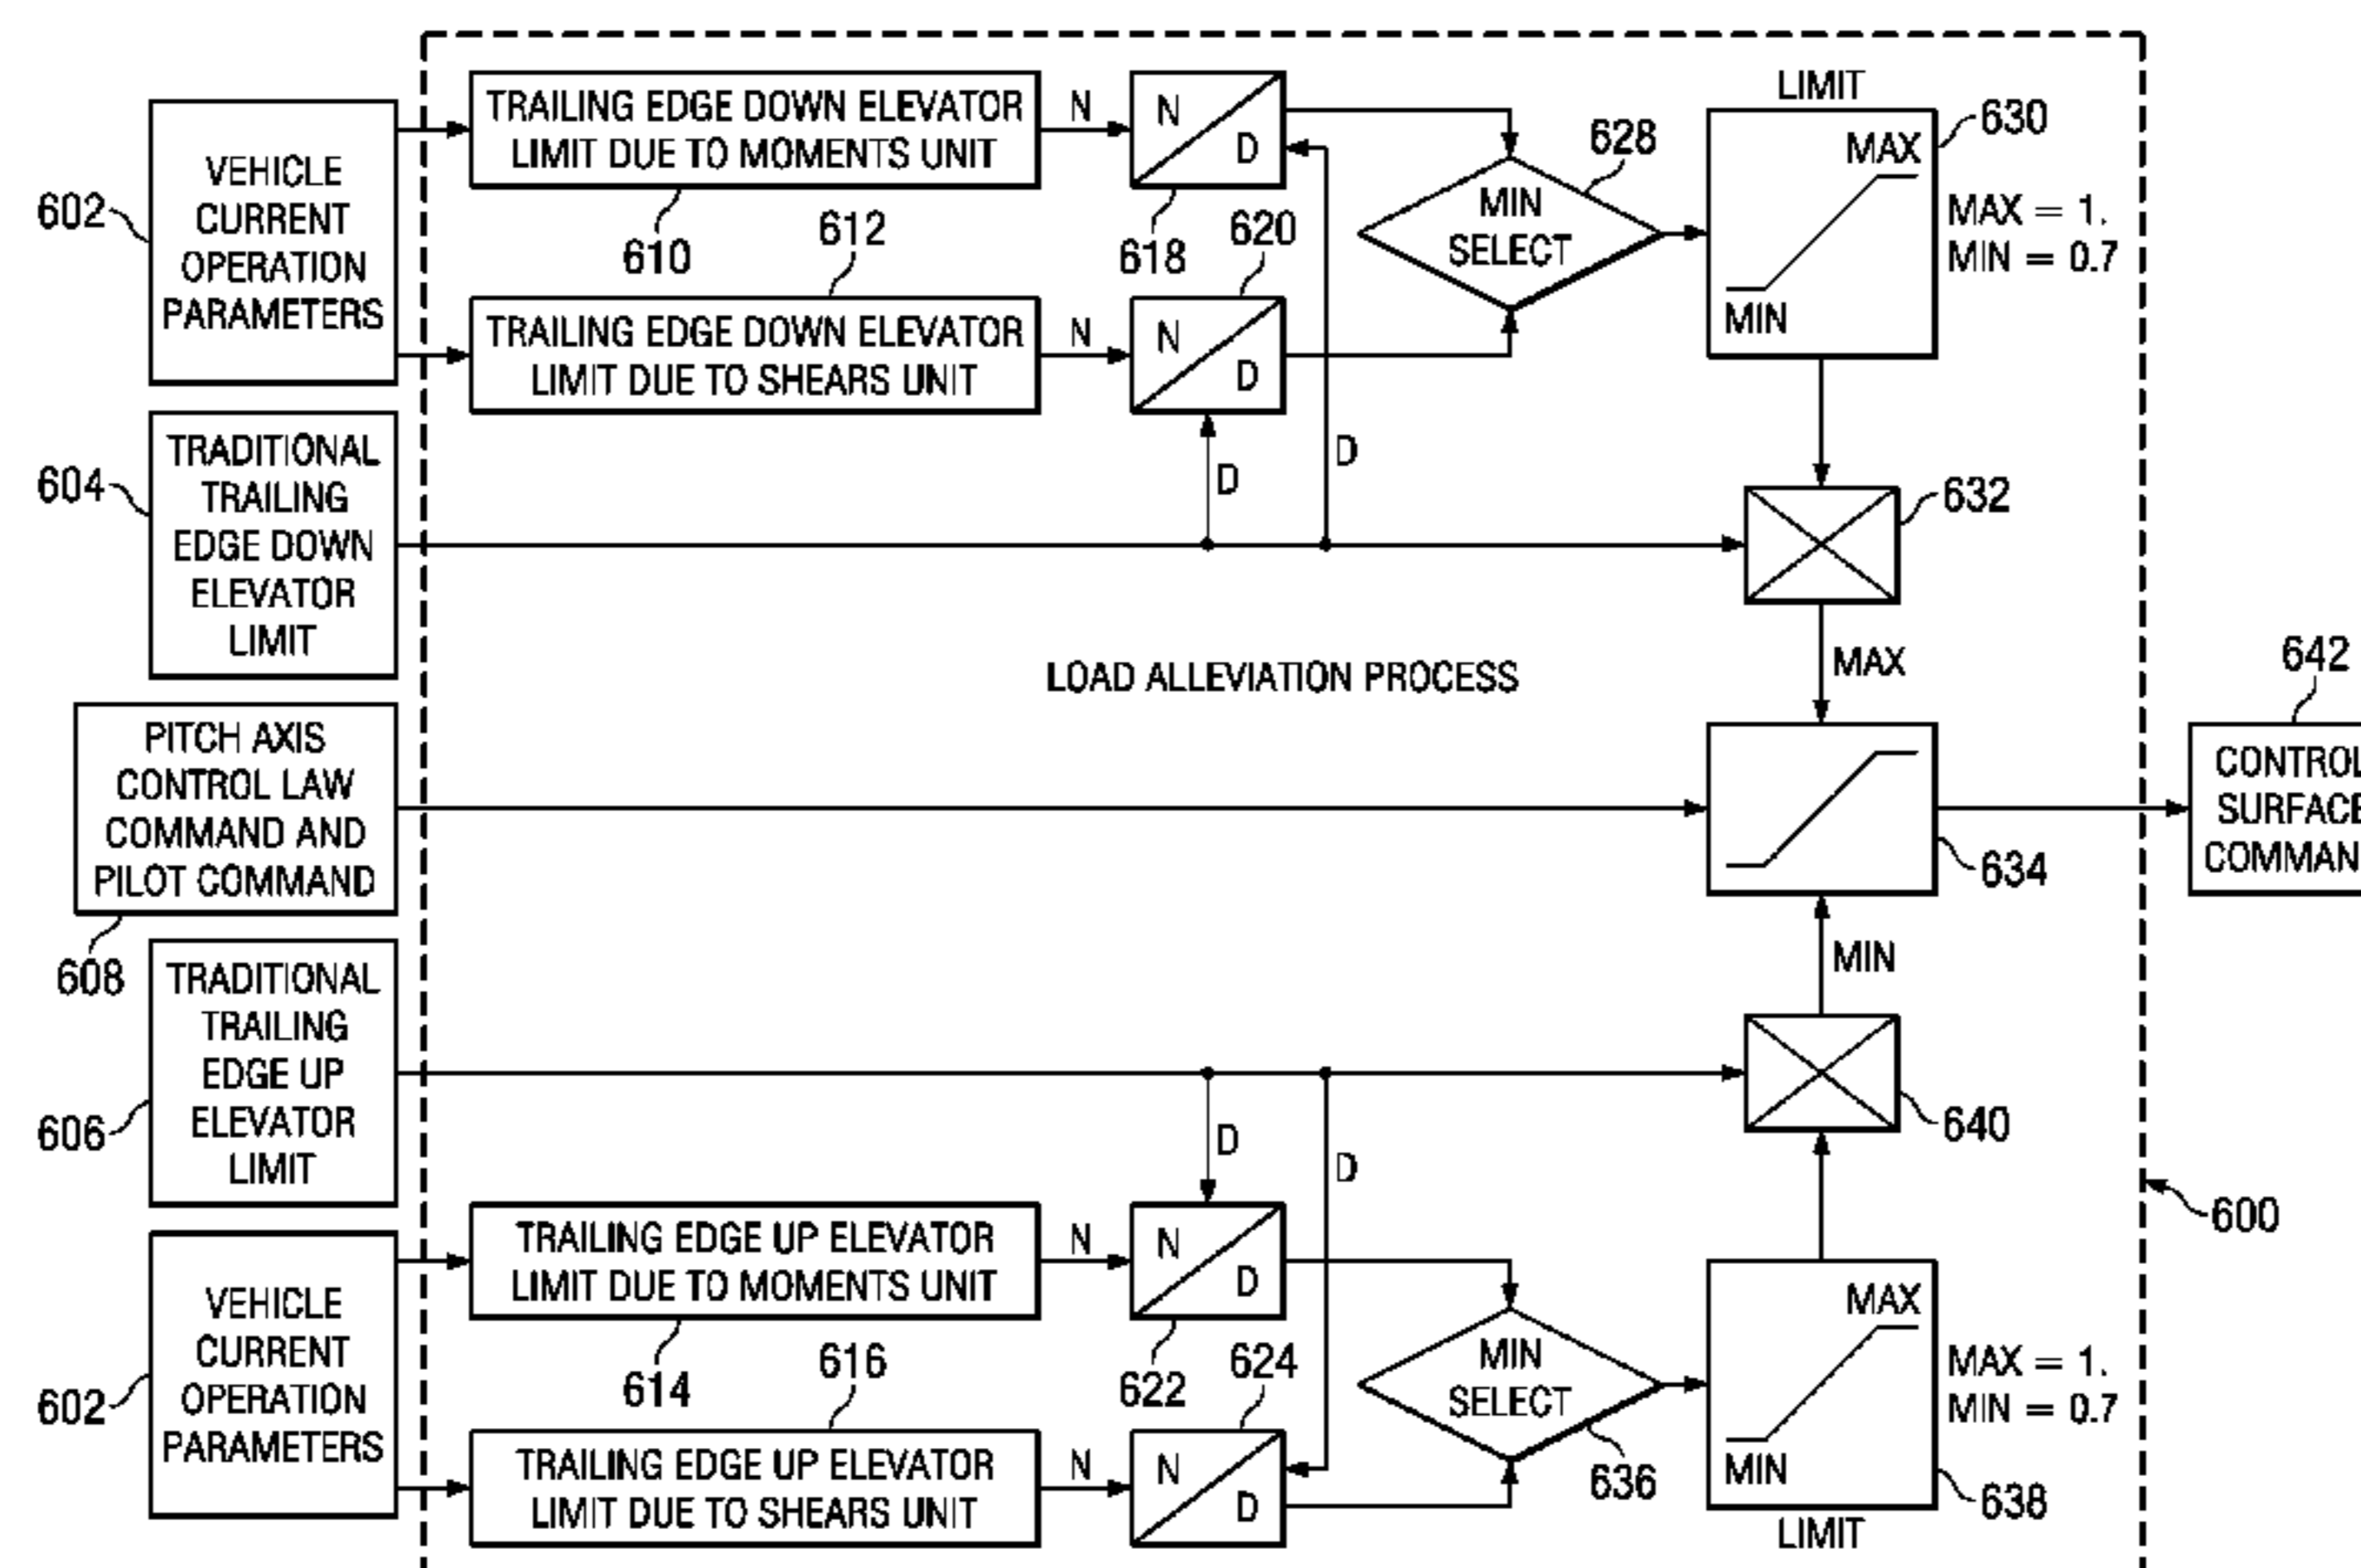 LIMIT
TRAILING EDGE DOWN ELEVATOR
LIMIT DUE TO MOMENTS UNIT
N
N
D
MAX
MIN
630
628
VEHICLE
CURRENT
OPERATION
PARAMETERS
602
MIN
SELECT
MAX = 1.
MIN = 0.7
610
612
618
620
TRAILING EDGE DOWN ELEVATOR
LIMIT DUE TO SHEARS UNIT
N
N
D
D
D
TRADITIONAL
TRAILING
EDGE DOWN
ELEVATOR
LIMIT
604
632
LOAD ALLEVIATION PROCESS
MAX
642
PITCH AXIS
CONTROL LAW
COMMAND AND
PILOT COMMAND
608
634
CONTROL
SURFACE
COMMAN
MIN
TRADITIONAL
TRAILING
EDGE UP
ELEVATOR
LIMIT
606
640
D
D
600
TRAILING EDGE UP ELEVATOR
LIMIT DUE TO MOMENTS UNIT
N
N
D
MAX
MIN
VEHICLE
CURRENT
OPERATION
PARAMETERS
602
MIN
SELECT
MAX = 1.
MIN = 0.7
614
616
622
624
636
638
TRAILING EDGE UP ELEVATOR
LIMIT DUE TO SHEARS UNIT
N
N
D
LIMIT